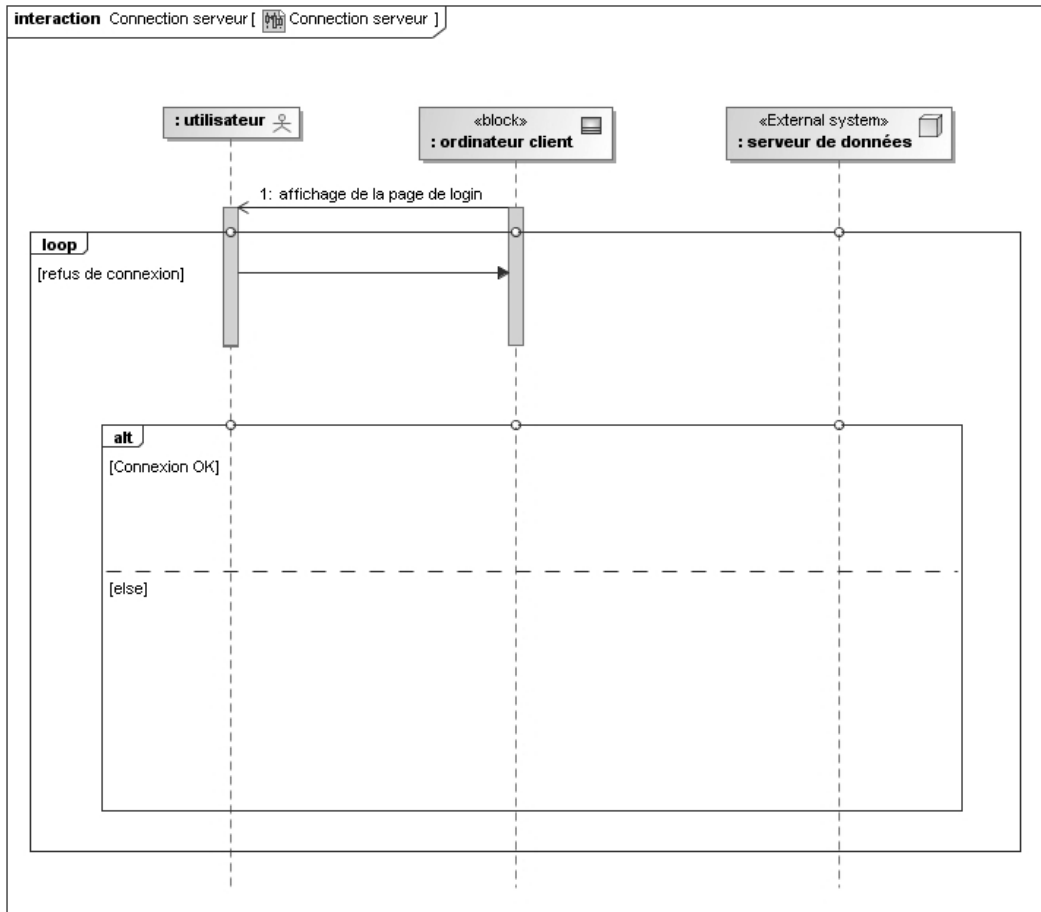 interaction Connection serveur [ Connection serveur ]
: utilisateur
«block»
: ordinateur client
«External system»
: serveur de données
1: affichage de la page de login
loop
[refus de connexion]
alt
[Connexion OK]
[else]